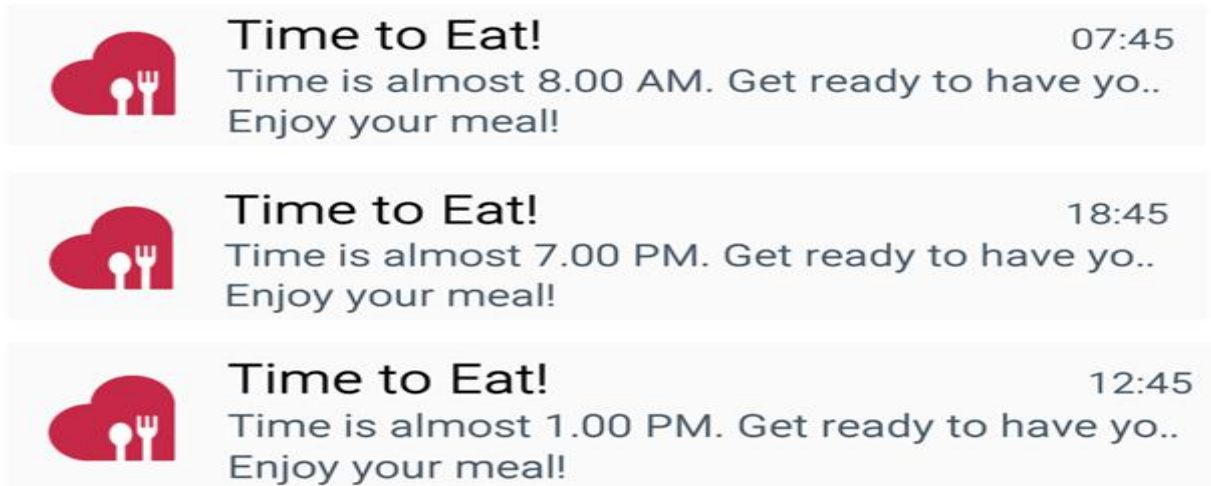 Time to Eat! 07:45
Time is almost 8.00 AM. Get ready to have yo..
Enjoy your meal!
Time to Eat! 18:45
Time is almost 7.00 PM. Get ready to have yo..
Enjoy your meal!
Time to Eat! 12:45
Time is almost 1.00 PM. Get ready to have yo..
Enjoy your meal!